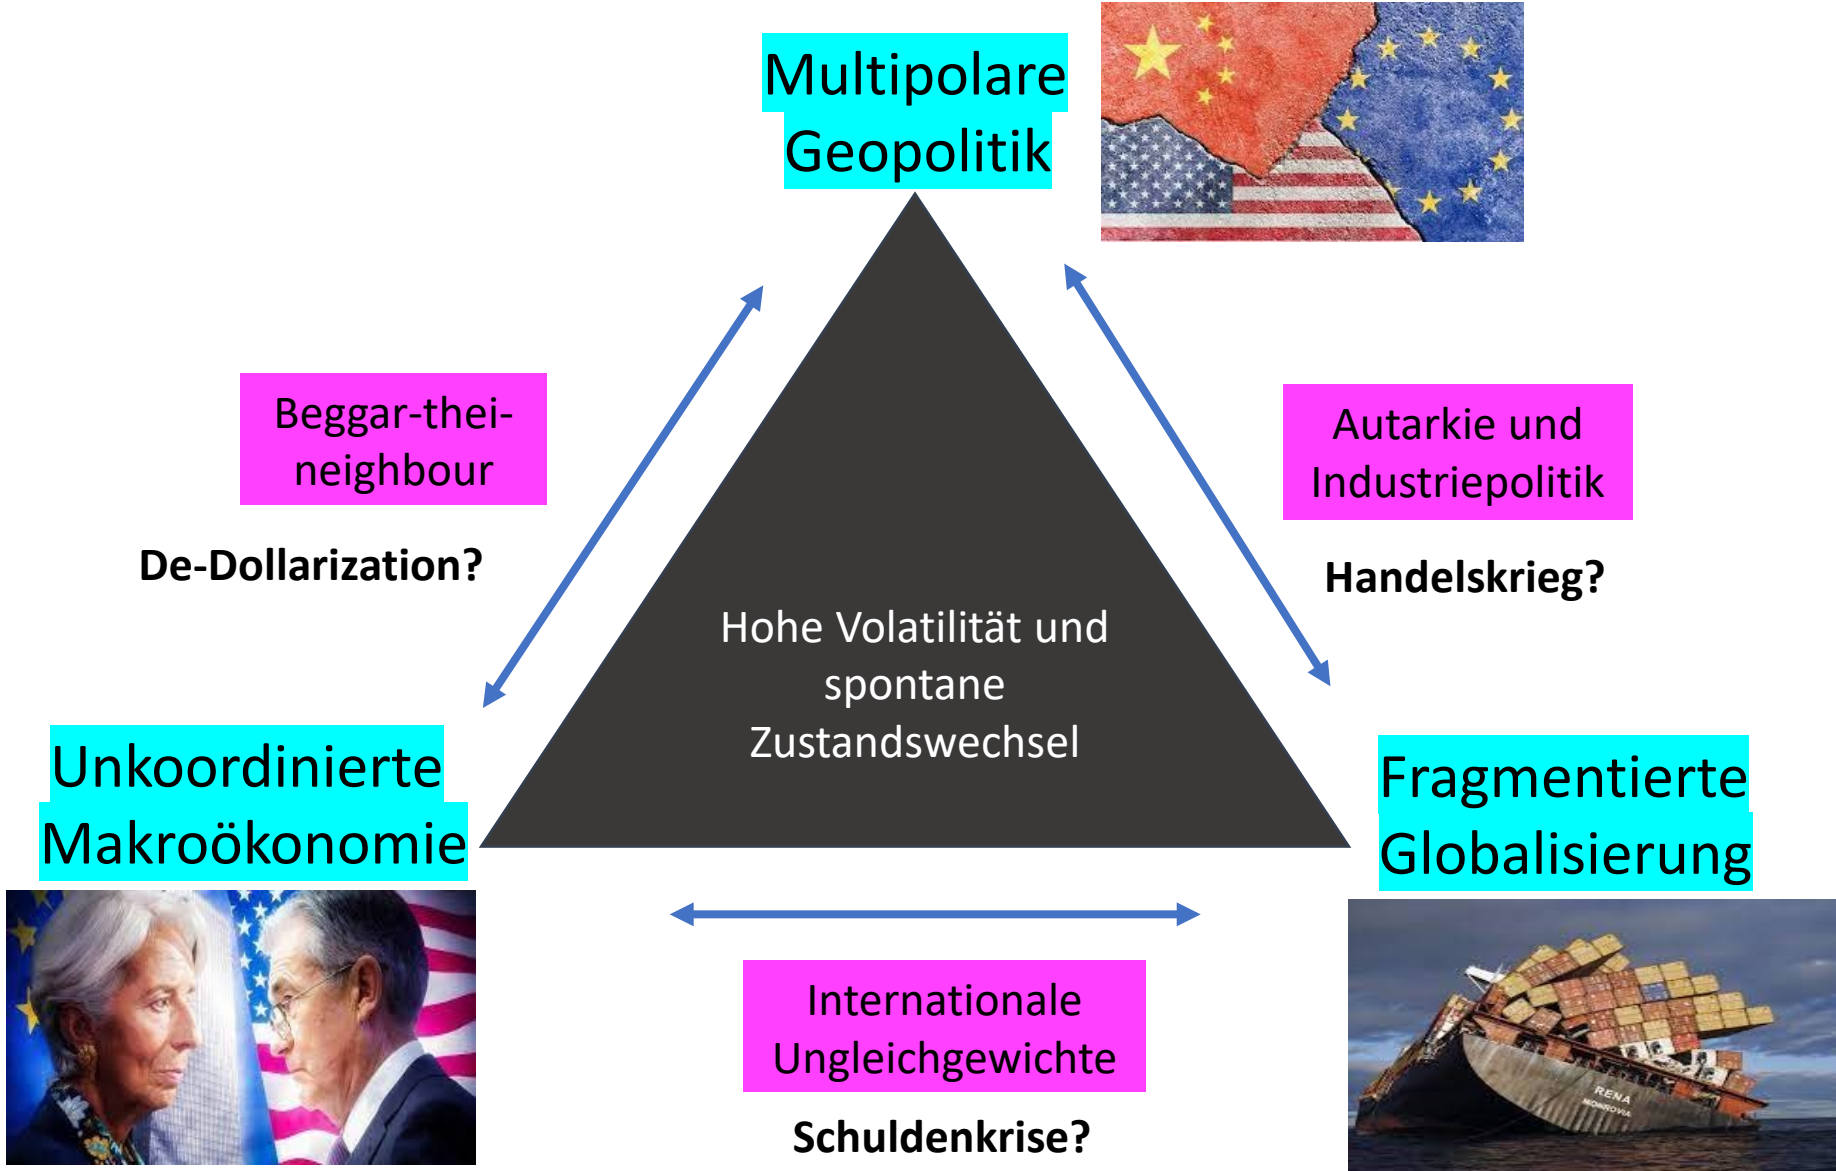 Multipolare
Geopolitik
Beggar-thei-
neighbour
De-Dollarization?
Autarkie und
Industriepolitik
Handelskrieg?
Hohe Volatilität und
spontane
Zustandswechsel
Unkoordinierte
Makroökonomie
Fragmentierte
Globalisierung
Internationale
Ungleichgewichte
Schuldenkrise?
RENA
MONROVIA